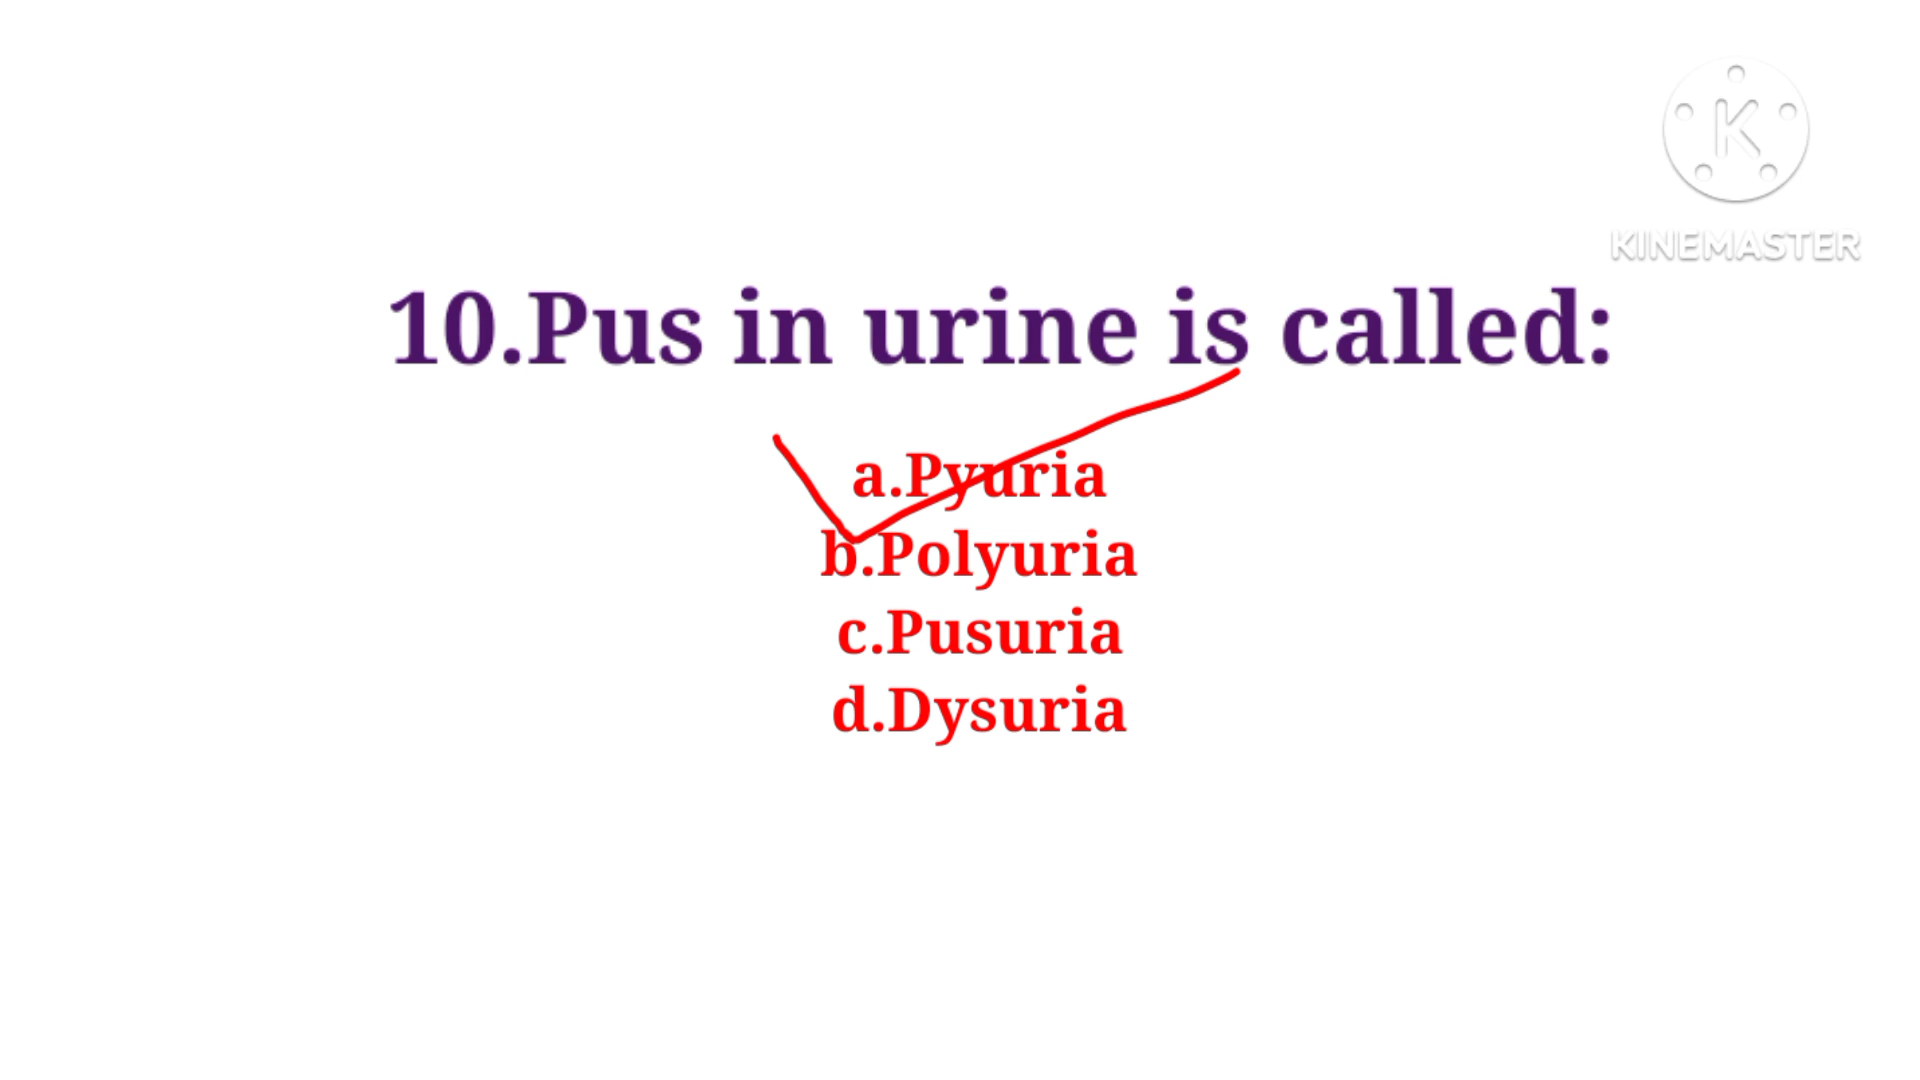 K
KINEMASTER
10.Pus in urine is called:
a.Pyuria
b.Polyuria
c.Pusuria
d.Dysuria